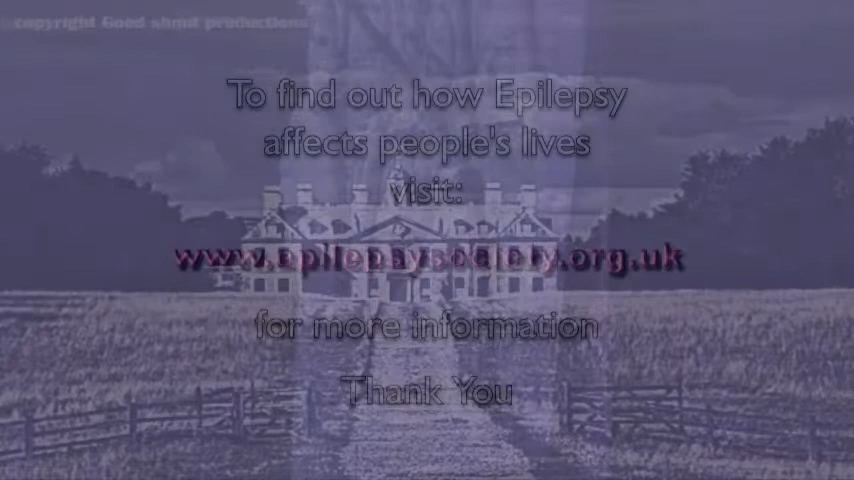 copyright Good shout productions
To find out how Epilepsy
affects people's lives
visit:
www.epilepsysociety.org.uk
for more information
Thank You